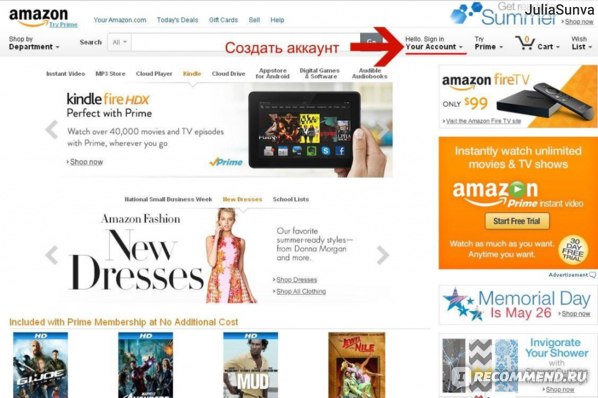 amazon
Try Prime
Your Amazon.com Today's Deals Gift Cards Sell Help
Get re
Summer
JuliaSunva
Shop now
Shop by
Department
Search All
Go
Создать аккаунт
Hello. Sign in
Your Account
Try
Prime
0
Cart
Wish
List
Instant Video MP3 Store Cloud Player Kindle Cloud Drive Appstore for Android Digital Games & Software Audible Audiobooks
kindle fire HDX
Perfect with Prime
Watch over 40,000 movies and TV episodes
with Prime, wherever you go
Shop now
Prime
amazon fireTV
ONLY $99
Visit the Amazon Fire TV site
Instantly watch unlimited
movies & TV shows
amazon
Prime instant video
Start Free Trial
Watch as much as you want.
Anytime you want.
30
DAY
FREE
TRIAL
Advertisement
National Small Business Week New Dresses School Lists
Amazon Fashion
New
Dresses
Our favorite
summer-ready styles—
from Donna Morgan
and more.
Shop Dresses
Shop All Clothing
Memorial Day
Is May 26
Shop now
Included with Prime Membership at No Additional Cost
HD
G.I. JOE
HD
HD
MUD
JEWEL
OF THE
NILE
Invigorate
Your Shower
Shop now
IRECOMMEND.RU